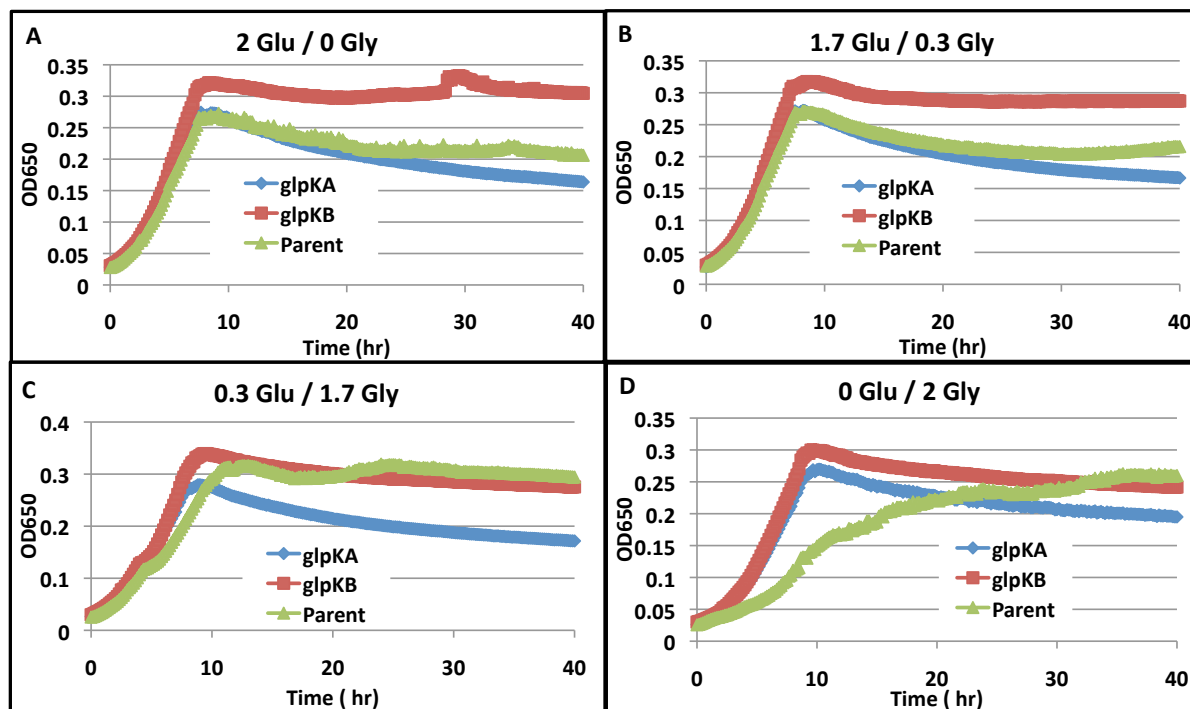 A
2 Glu / 0 Gly
OD650
0.35
0.3
0.25
0.2
0.15
0.1
0.05
0
glpKA
glpKB
Parent
0 10 20 30 40
Time (hr)
B
1.7 Glu / 0.3 Gly
OD650
0.35
0.3
0.25
0.2
0.15
0.1
0.05
0
glpKA
glpKB
Parent
0 10 20 30 40
Time (hr)
C
0.3 Glu / 1.7 Gly
OD650
0.4
0.3
0.2
0.1
0
glpKA
glpKB
Parent
0 10 20 30 40
Time ( hr)
D
0 Glu / 2 Gly
OD650
0.35
0.3
0.25
0.2
0.15
0.1
0.05
0
glpKA
glpKB
Parent
0 10 20 30 40
Time (hr)